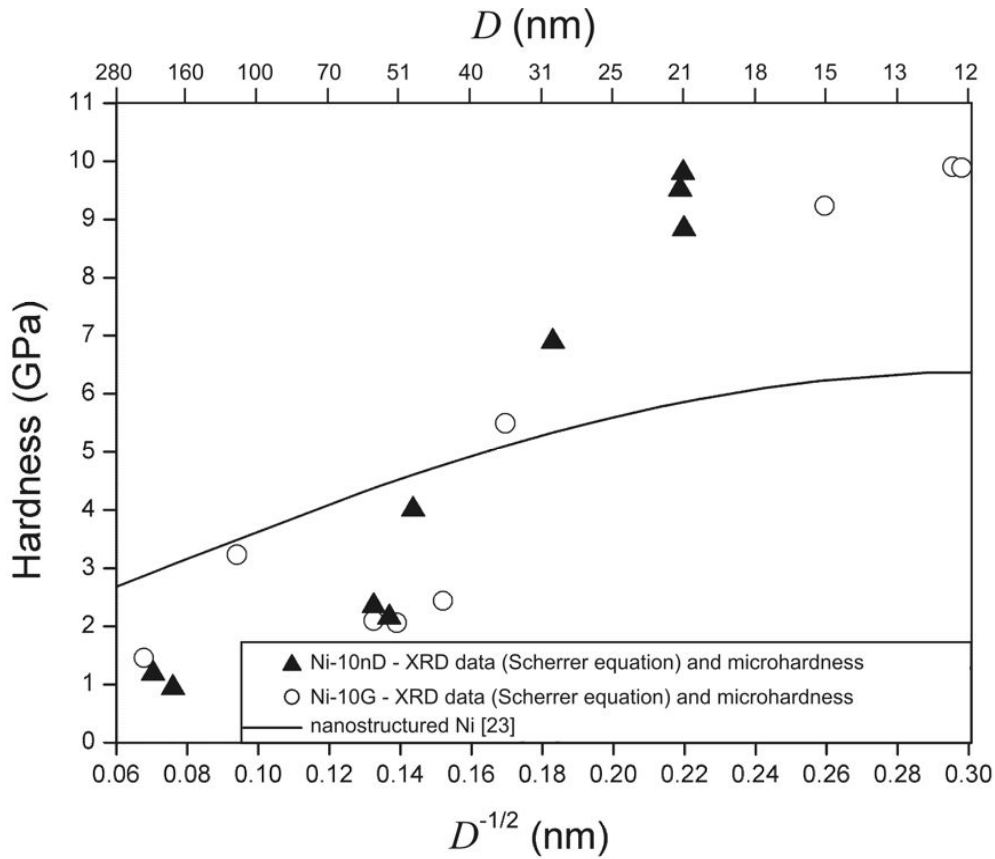 D (nm)
280 160 100 70 51 40 31 25 21 18 15 13 12
11
10
9
8
7
6
5
4
3
2
1
0
Hardness (GPa)
Ni-10nD - XRD data (Scherrer equation) and microhardness
Ni-10G - XRD data (Scherrer equation) and microhardness
nanostructured Ni [23]
0.06 0.08 0.10 0.12 0.14 0.16 0.18 0.20 0.22 0.24 0.26 0.28 0.30
D⁻¹/² (nm)